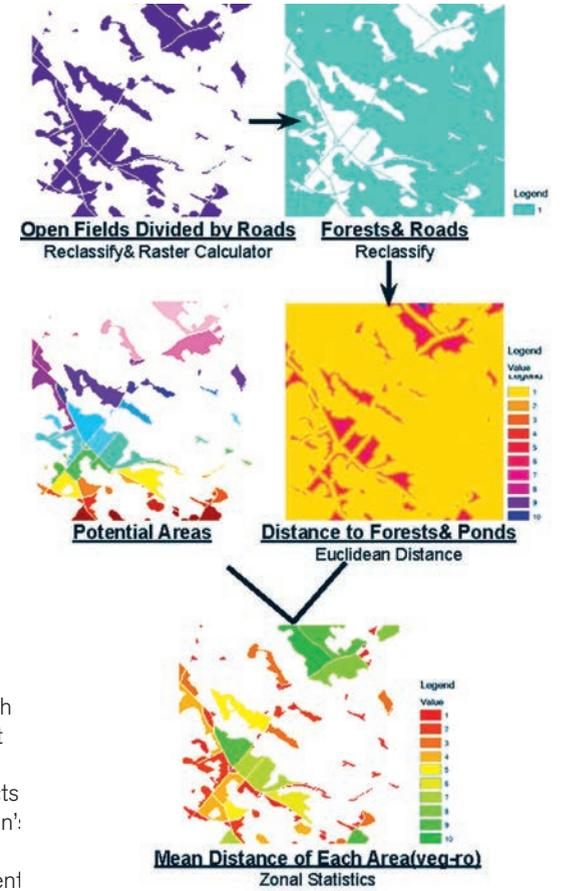 Legend
1
Open Fields Divided by Roads
Reclassify& Raster Calculator
Forests& Roads
Reclassify
Legend
Value
1
2
3
4
5
6
7
8
9
10
Potential Areas
Distance to Forests& Ponds
Euclidean Distance
Legend
Value
1
2
3
4
5
6
7
8
9
10
Mean Distance of Each Area(veg-ro)
Zonal Statistics